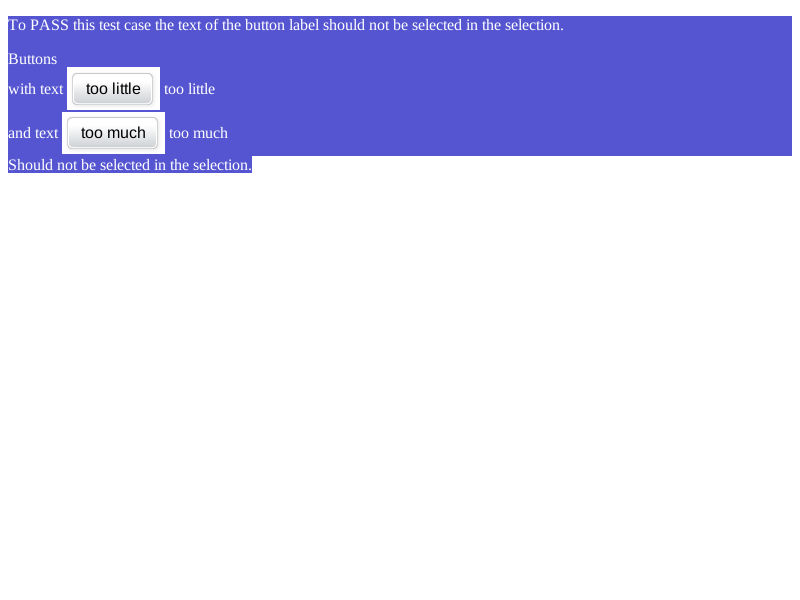 To PASS this test case the text of the button label should not be selected in the selection.
Buttons
with text too little too little
and text too much too much
Should not be selected in the selection.